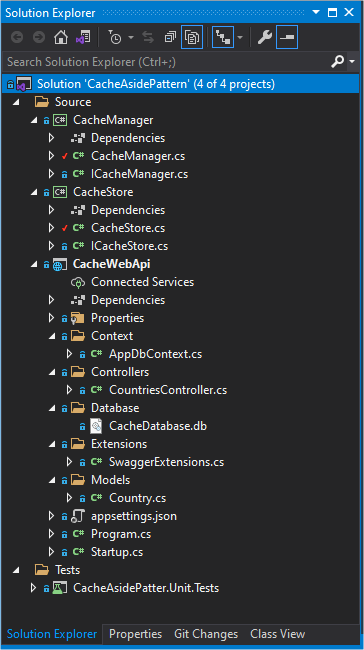 Solution Explorer
Search Solution Explorer (Ctrl+;)
Solution 'CacheAsidePattern' (4 of 4 projects)
Source
C# CacheManager
Dependencies
C# CacheManager.cs
C# ICacheManager.cs
C# CacheStore
Dependencies
C# CacheStore.cs
C# ICacheStore.cs
CacheWebApi
Connected Services
Dependencies
Properties
Context
C# AppDbContext.cs
Controllers
C# CountriesController.cs
Database
CacheDatabase.db
Extensions
C# SwaggerExtensions.cs
Models
C# Country.cs
appsettings.json
C# Program.cs
C# Startup.cs
Tests
CacheAsidePatter.Unit.Tests
Solution Explorer Properties Git Changes Class View